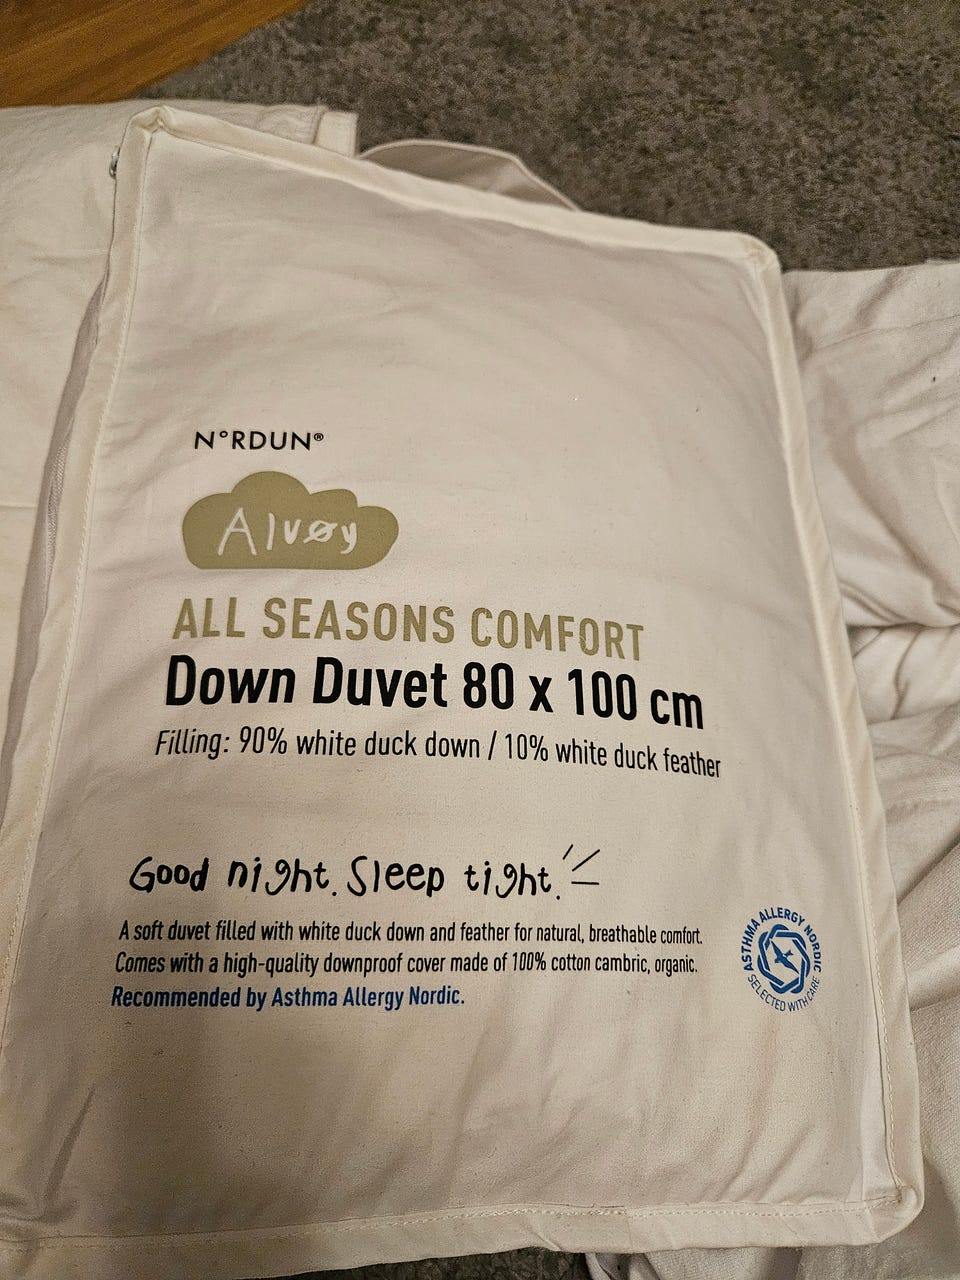 N°RDUN®
Alvøy
ALL SEASONS COMFORT
Down Duvet 80 x 100 cm
Filling: 90% white duck down / 10% white duck feather
Good night. Sleep tight.
A soft duvet filled with white duck down and feather for natural, breathable comfort.
Comes with a high-quality downproof cover made of 100% cotton cambric, organic.
Recommended by Asthma Allergy Nordic.
ASTHMA ALLERGY NORDIC
SELECTED WITH CARE